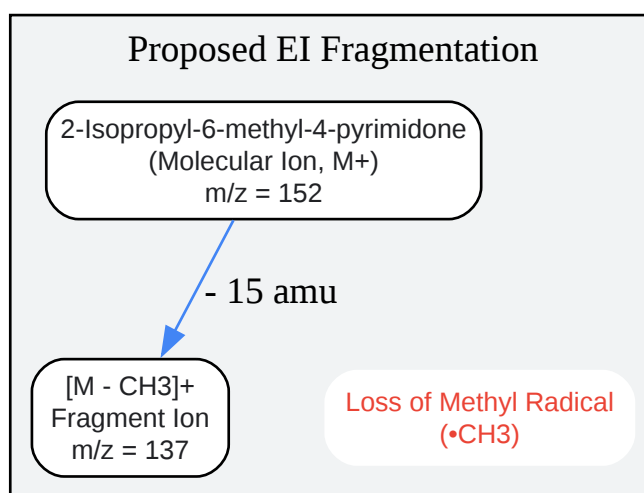 Proposed EI Fragmentation
2-Isopropyl-6-methyl-4-pyrimidone
(Molecular Ion, M+)
m/z = 152
- 15 amu
[M - CH3]+
Fragment Ion
m/z = 137
Loss of Methyl Radical
(•CH3)